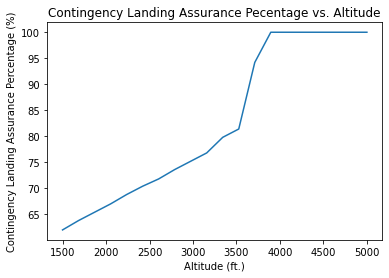 Contingency Landing Assurance Pecentage vs. Altitude
Contingency Landing Assurance Percentage (%)
100
95
90
85
80
75
70
65
1500 2000 2500 3000 3500 4000 4500 5000
Altitude (ft.)